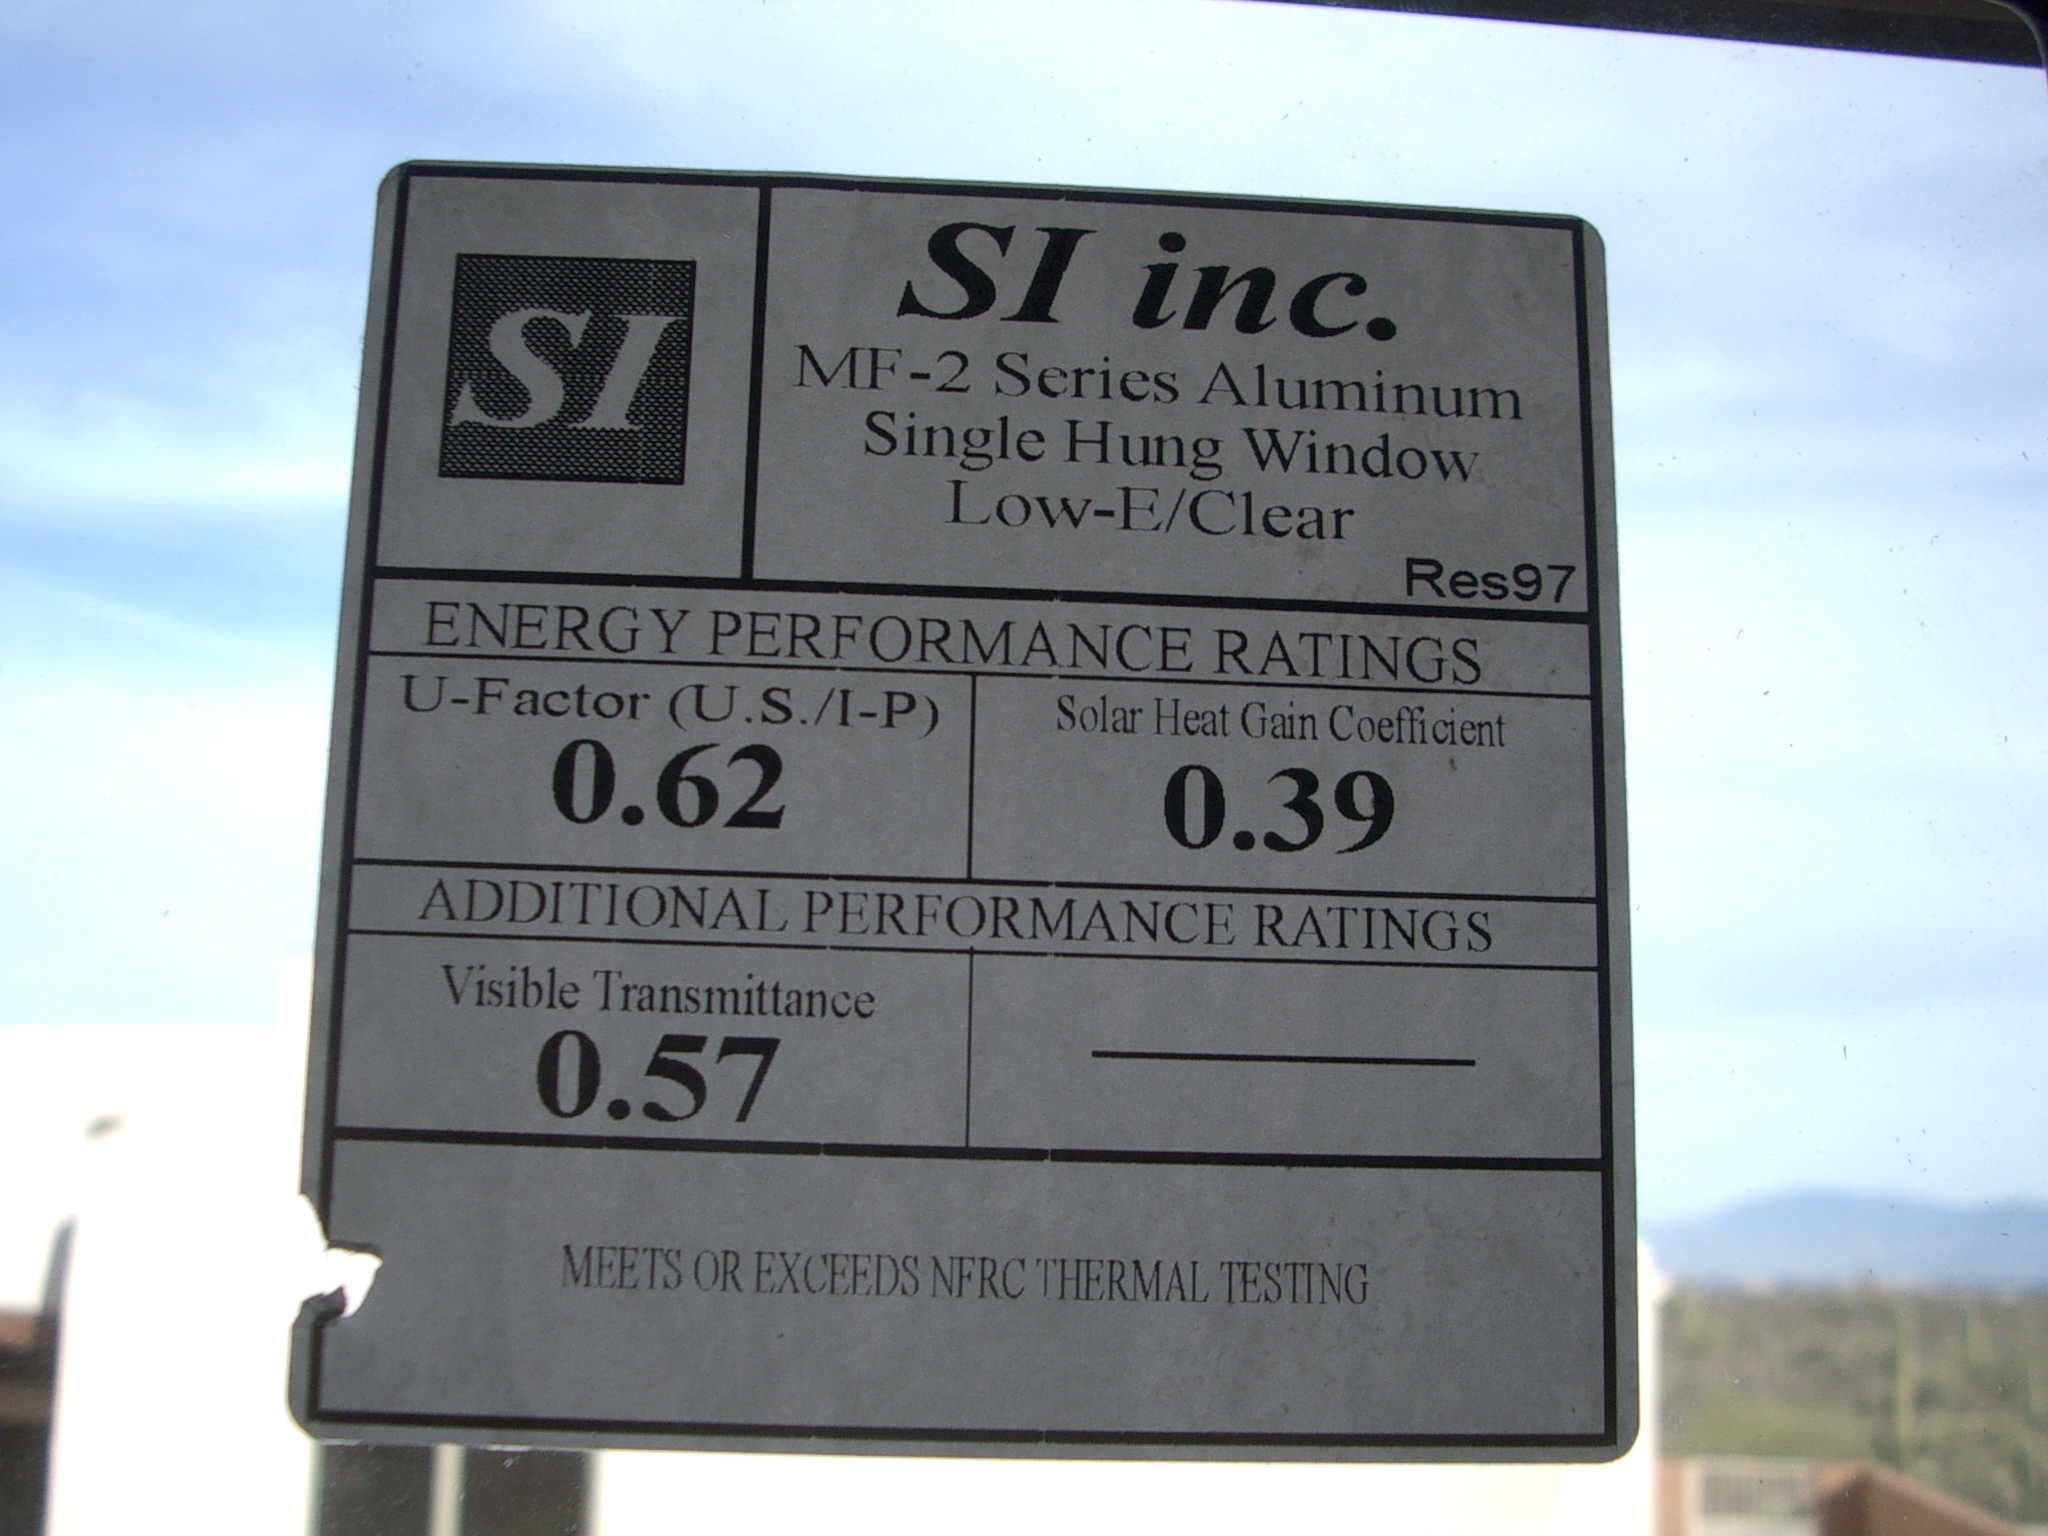 SI
SI inc.
MF-2 Series Aluminum
Single Hung Window
Low-E/Clear
Res97
ENERGY PERFORMANCE RATINGS
U-Factor (U.S./I-P)
0.62
Solar Heat Gain Coefficient
0.39
ADDITIONAL PERFORMANCE RATINGS
Visible Transmittance
0.57
MEETS OR EXCEEDS NFRC THERMAL TESTING